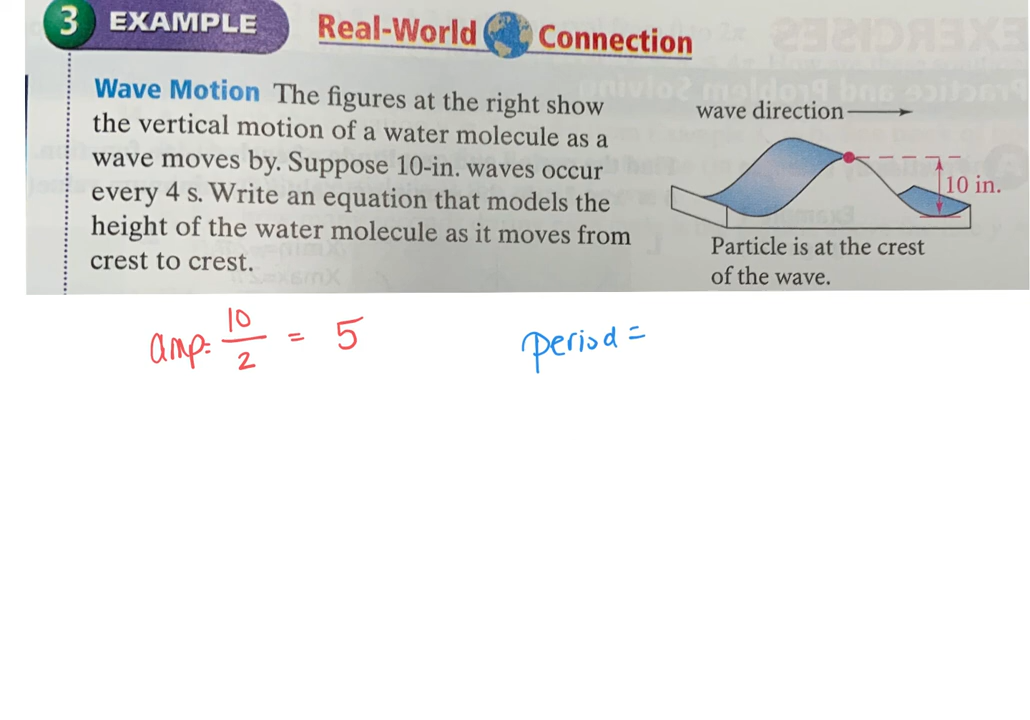 3 EXAMPLE Real-World Connection
Wave Motion The figures at the right show
the vertical motion of a water molecule as a
wave moves by. Suppose 10-in. waves occur
every 4 s. Write an equation that models the
height of the water molecule as it moves from
crest to crest.
wave direction
10 in.
Particle is at the crest
of the wave.
amp= 10/2 = 5
period =